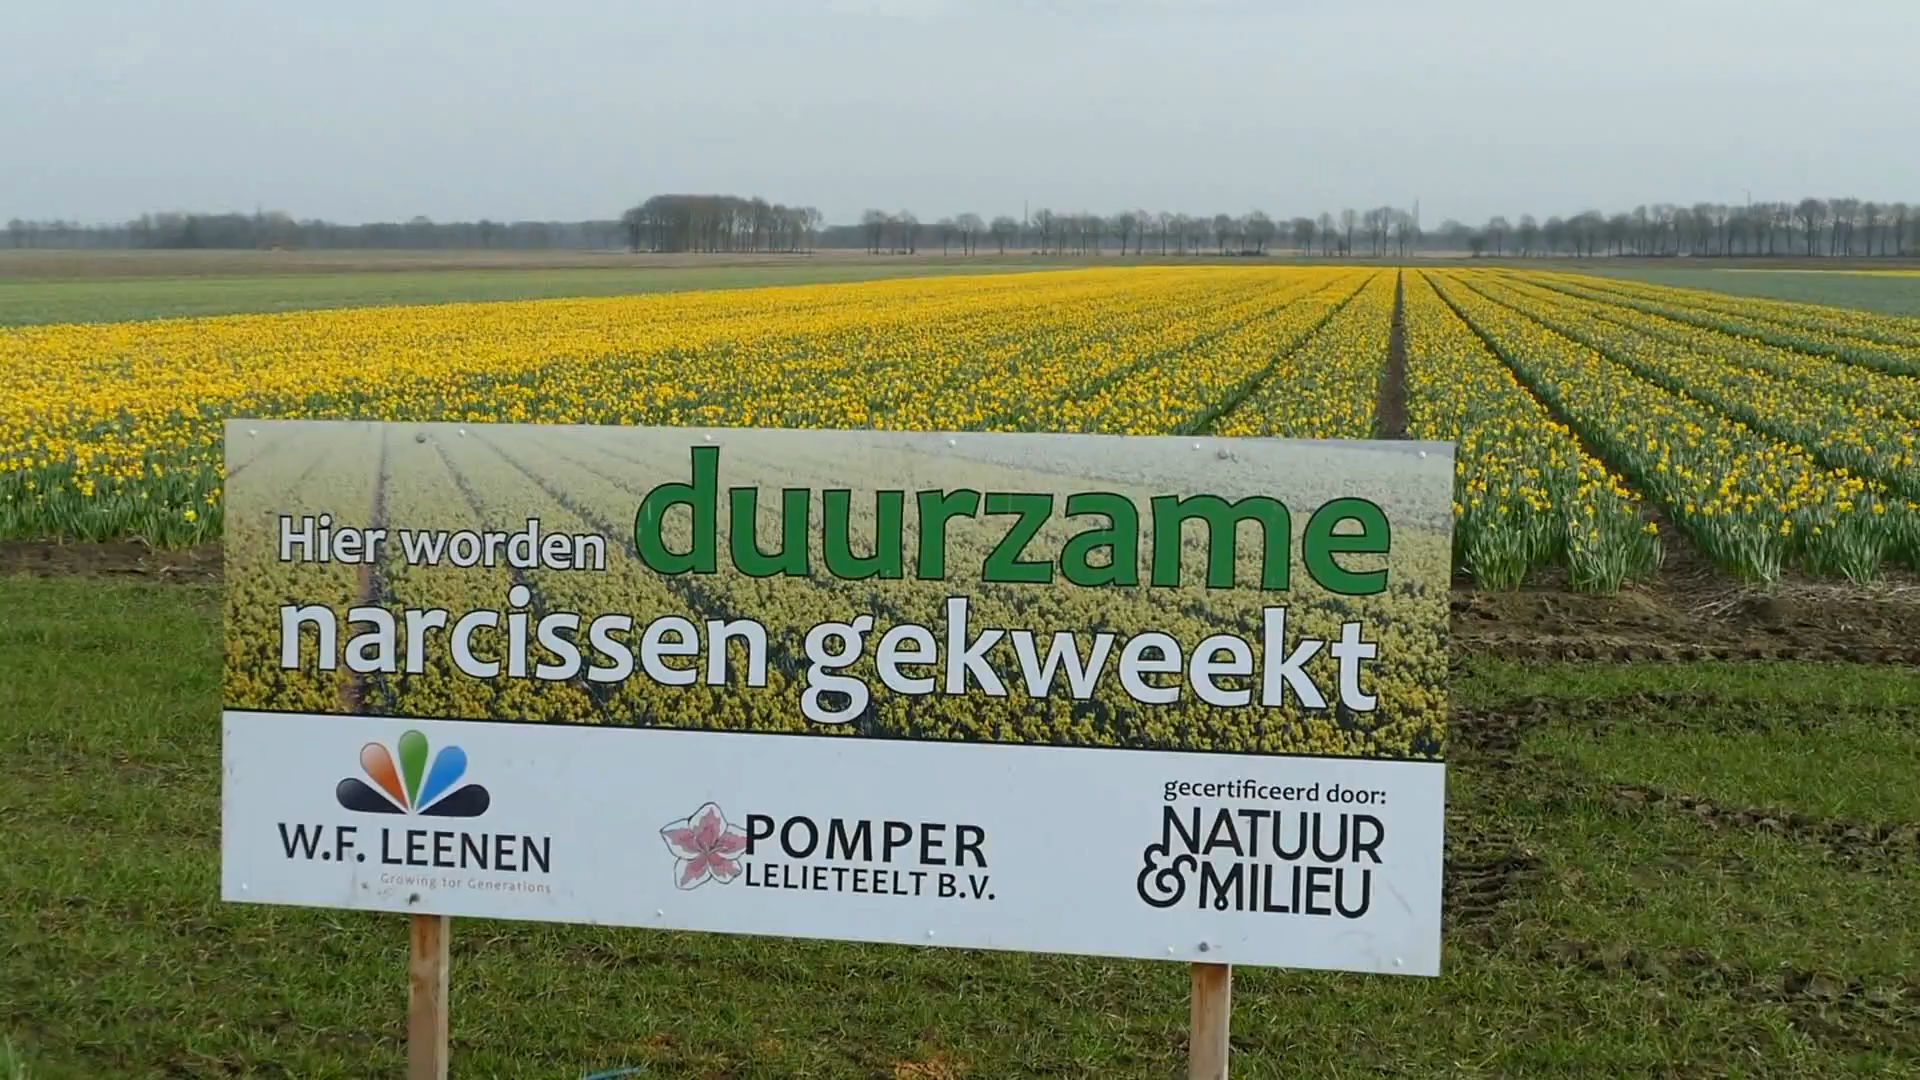 Hier worden duurzame
narcissen gekweekt
W.F. LEENEN
Growing for Generations
POMPER
LELIETEELT B.V.
gecertificeerd door:
NATUUR
&MILIEU